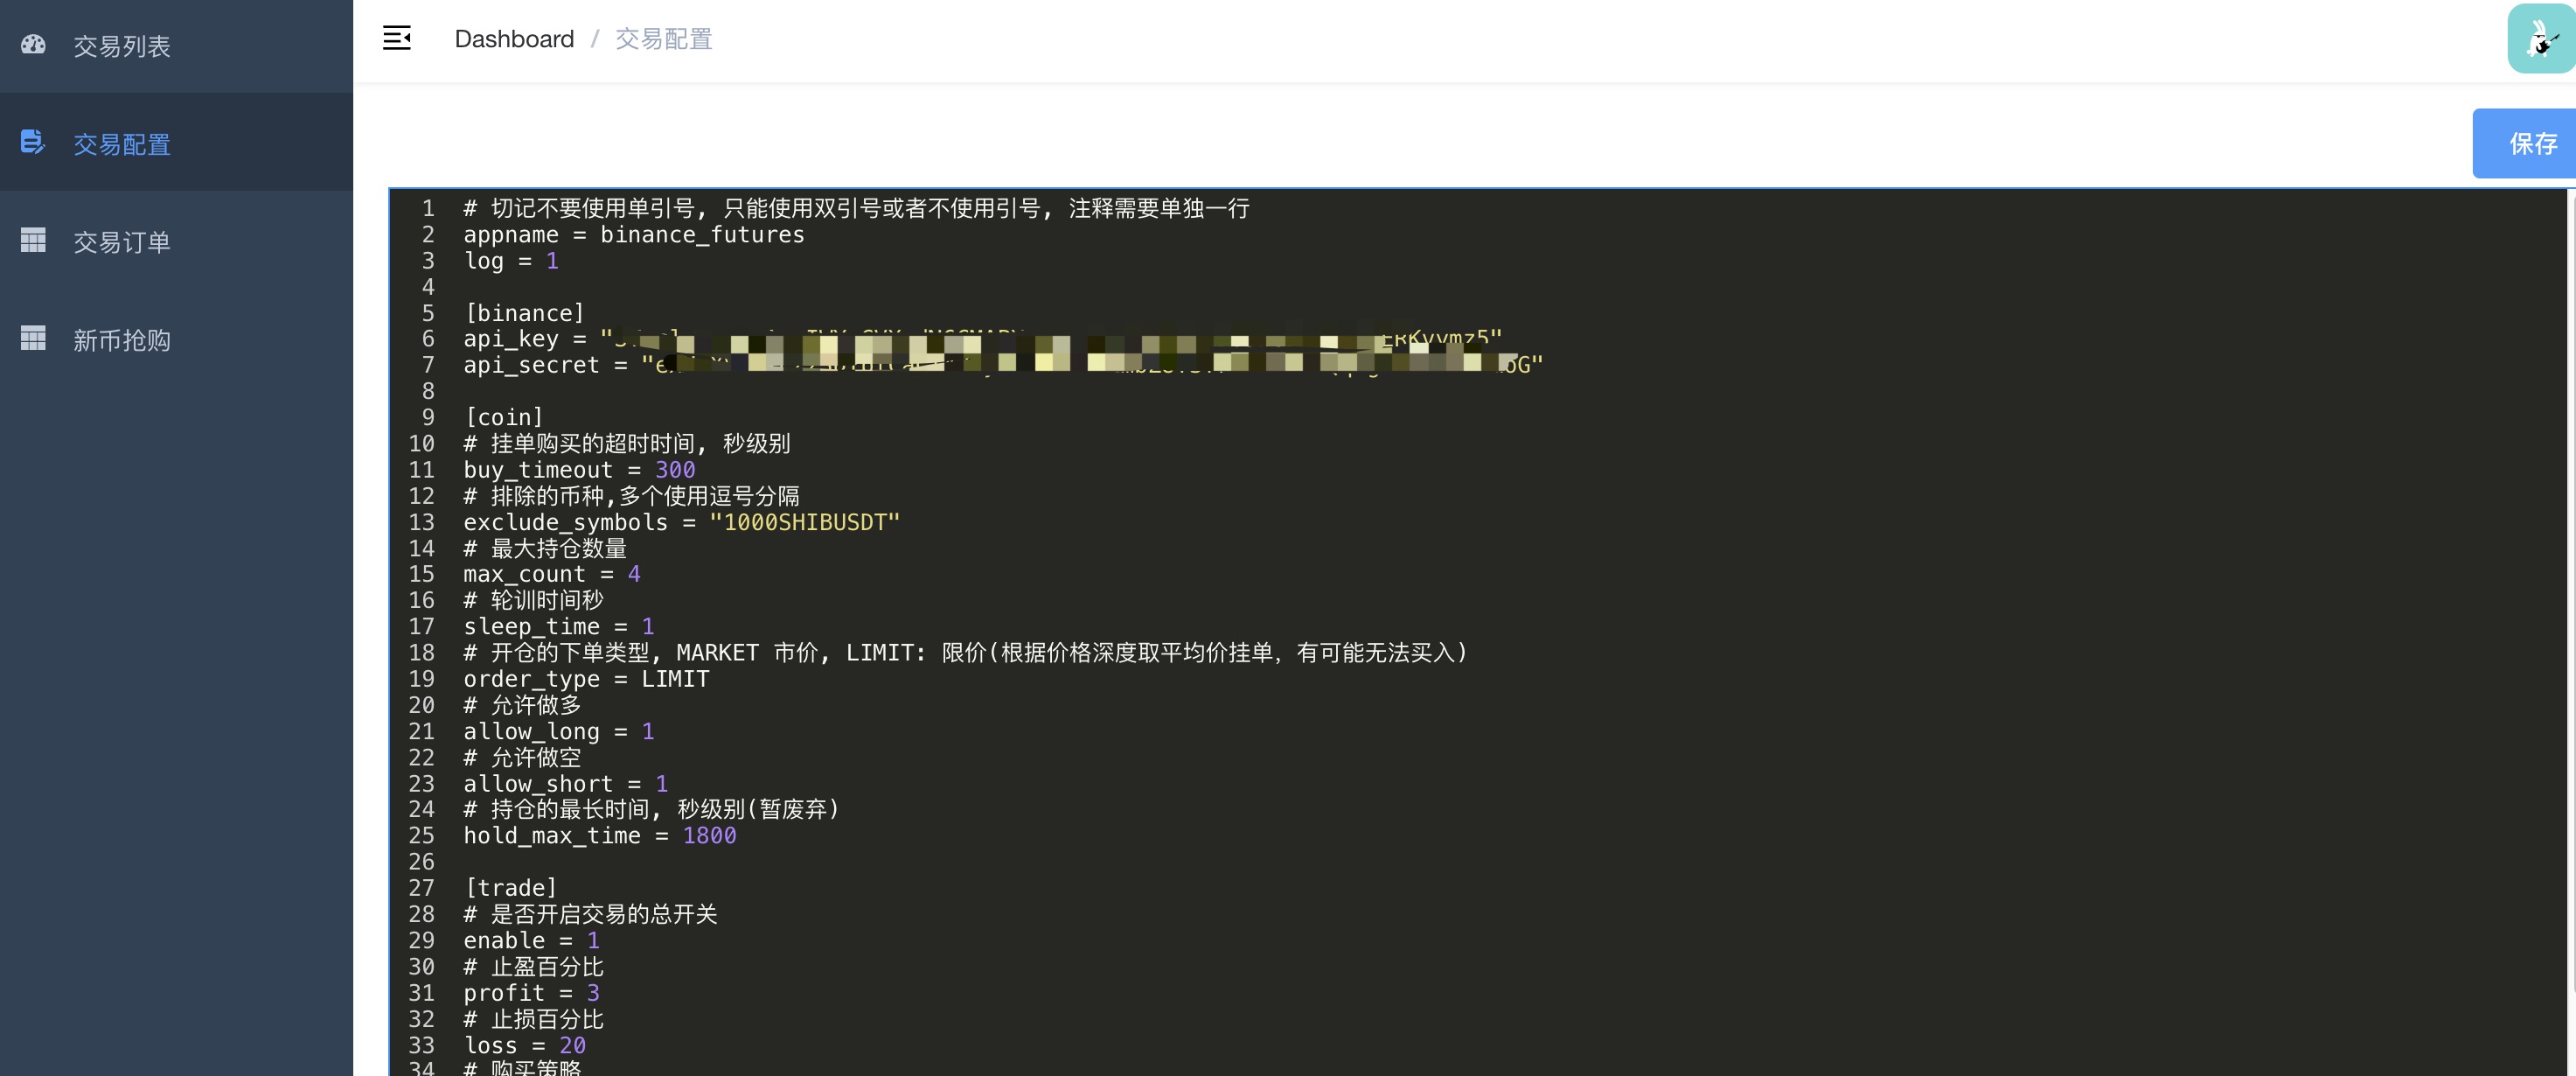 交易列表
交易配置
交易订单
新币抢购
Dashboard / 交易配置
保存
1 # 切记不要使用单引号, 只能使用双引号或者不使用引号, 注释需要单独一行
2 appname = binance_futures
3 log = 1
4
5 [binance]
6 api_key =
7 api_secret =
8
9 [coin]
10 # 挂单购买的超时时间, 秒级别
11 buy_timeout = 300
12 # 排除的币种,多个使用逗号分隔
13 exclude_symbols = "1000SHIBUSDT"
14 # 最大持仓数量
15 max_count = 4
16 # 轮训时间秒
17 sleep_time = 1
18 # 开仓的下单类型, MARKET 市价, LIMIT: 限价(根据价格深度取平均价挂单，有可能无法买入)
19 order_type = LIMIT
20 # 允许做多
21 allow_long = 1
22 # 允许做空
23 allow_short = 1
24 # 持仓的最长时间, 秒级别(暂废弃)
25 hold_max_time = 1800
26
27 [trade]
28 # 是否开启交易的总开关
29 enable = 1
30 # 止盈百分比
31 profit = 3
32 # 止损百分比
33 loss = 20
34 # 购买策略